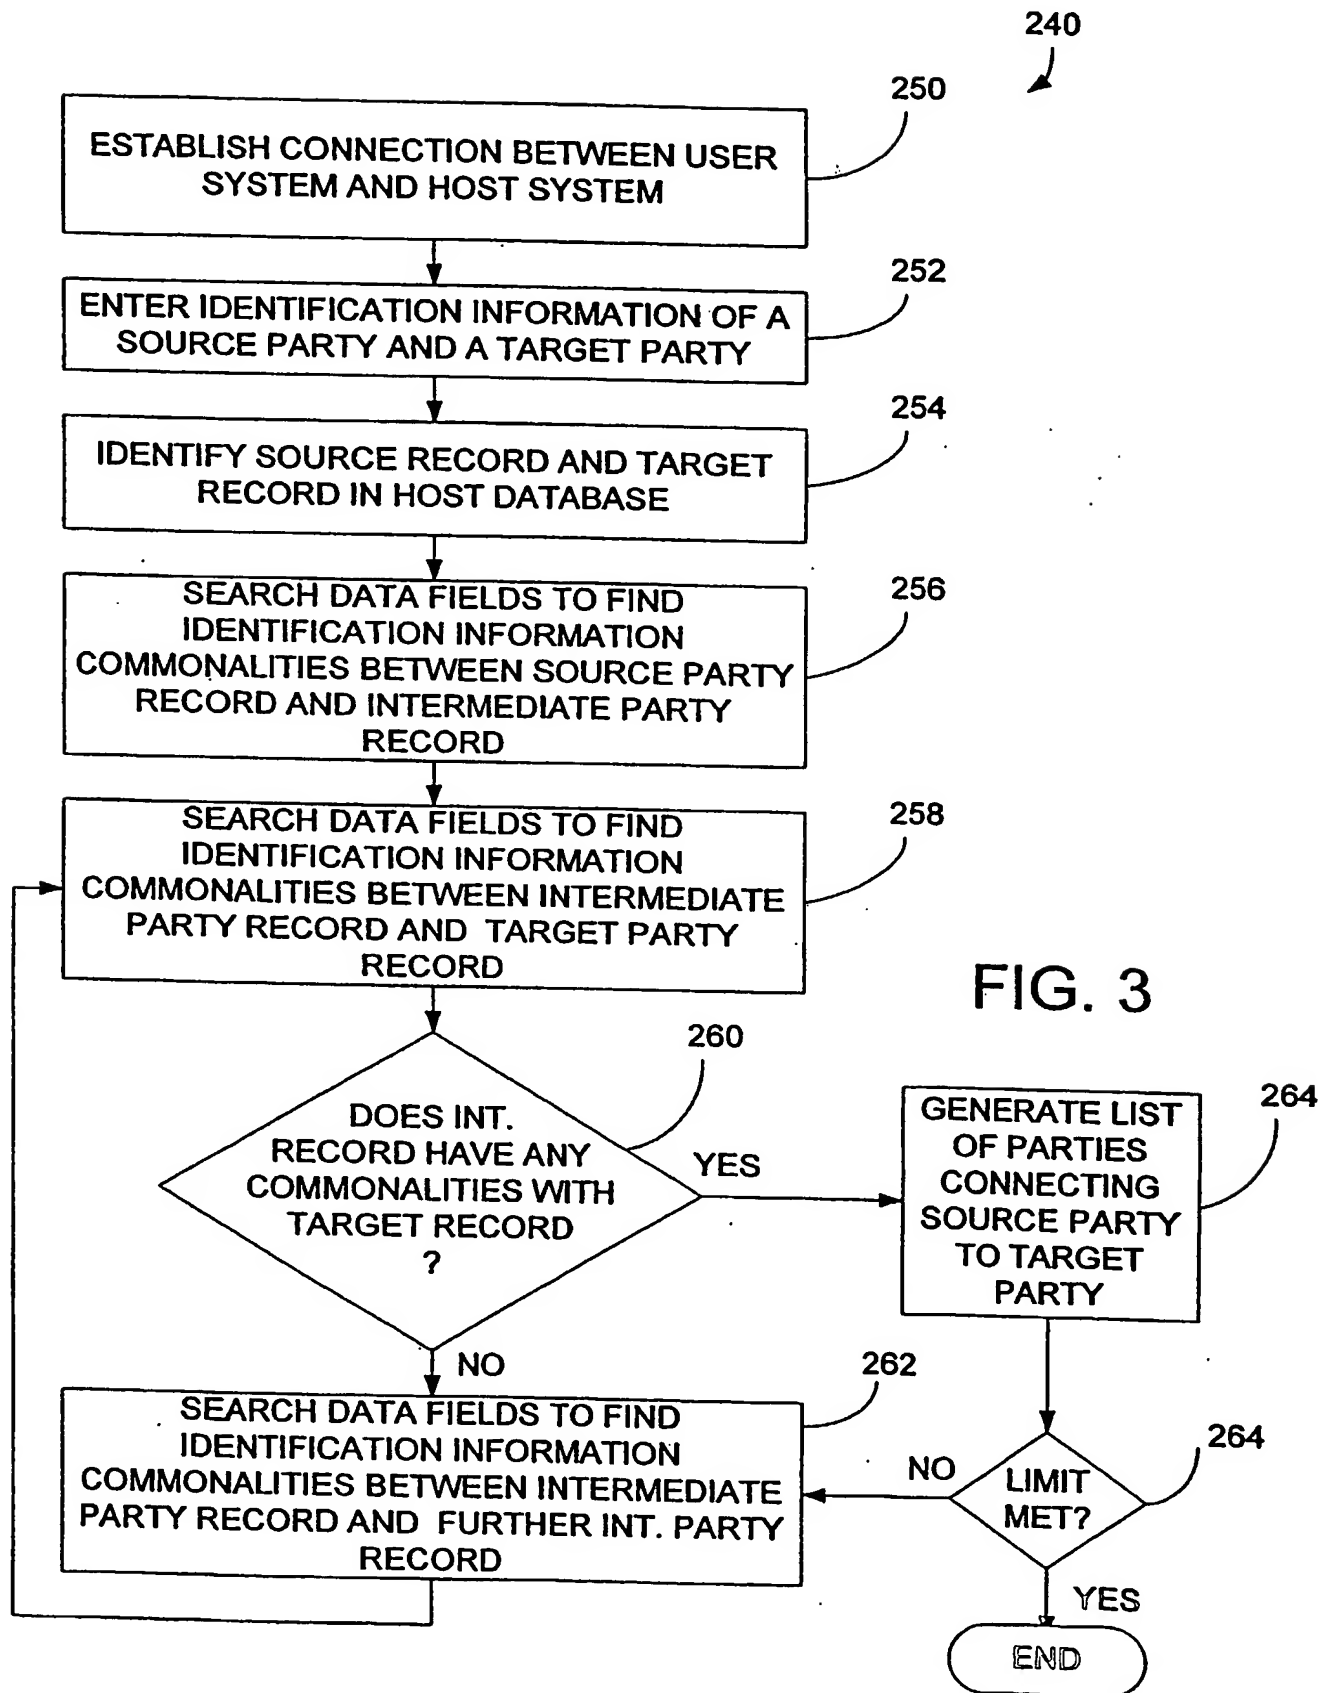 240
250
ESTABLISH CONNECTION BETWEEN USER
SYSTEM AND HOST SYSTEM
252
ENTER IDENTIFICATION INFORMATION OF A
SOURCE PARTY AND A TARGET PARTY
254
IDENTIFY SOURCE RECORD AND TARGET
RECORD IN HOST DATABASE
256
SEARCH DATA FIELDS TO FIND
IDENTIFICATION INFORMATION
COMMONALITIES BETWEEN SOURCE PARTY
RECORD AND INTERMEDIATE PARTY
RECORD
258
SEARCH DATA FIELDS TO FIND
IDENTIFICATION INFORMATION
COMMONALITIES BETWEEN INTERMEDIATE
PARTY RECORD AND TARGET PARTY
RECORD
FIG. 3
260
DOES INT.
RECORD HAVE ANY
COMMONALITIES WITH
TARGET RECORD
?
YES
264
GENERATE LIST
OF PARTIES
CONNECTING
SOURCE PARTY
TO TARGET
PARTY
NO
262
SEARCH DATA FIELDS TO FIND
IDENTIFICATION INFORMATION
COMMONALITIES BETWEEN INTERMEDIATE
PARTY RECORD AND FURTHER INT. PARTY
RECORD
264
NO
LIMIT
MET?
YES
END